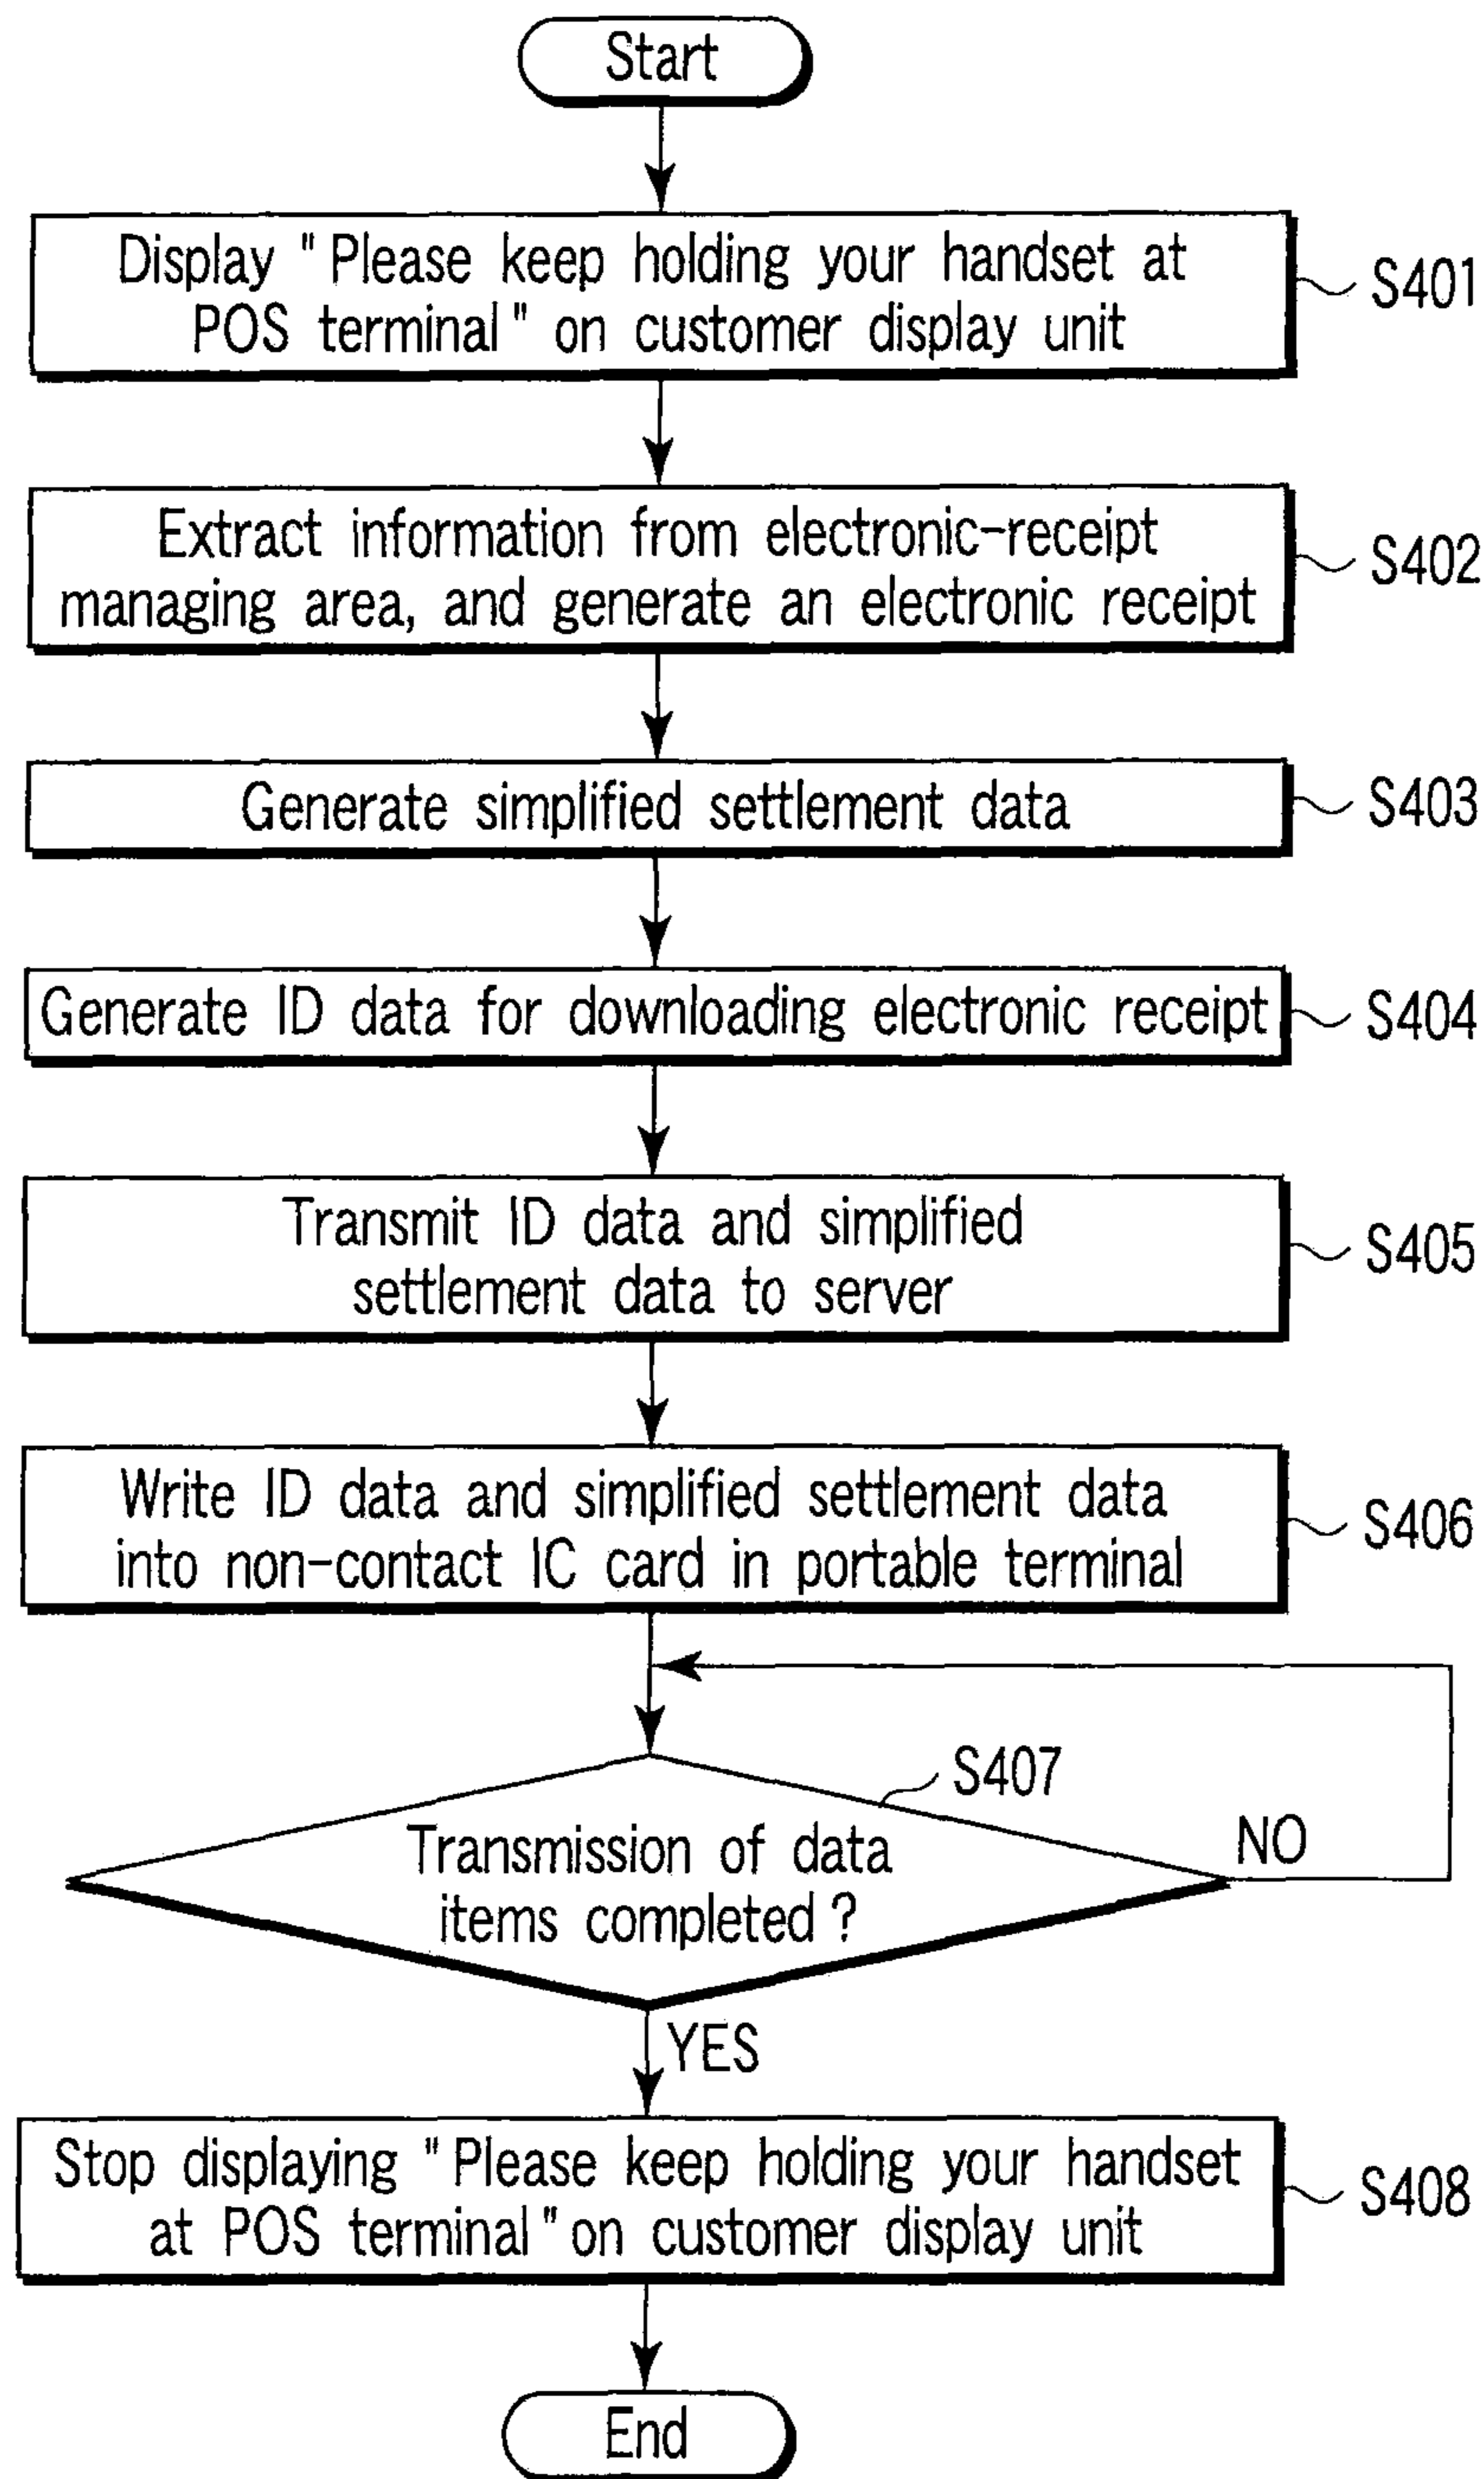 Start
Display "Please keep holding your handset at
POS terminal" on customer display unit
S401
Extract information from electronic-receipt
managing area, and generate an electronic receipt
S402
Generate simplified settlement data
S403
Generate ID data for downloading electronic receipt
S404
Transmit ID data and simplified
settlement data to server
S405
Write ID data and simplified settlement data
into non-contact IC card in portable terminal
S406
S407
Transmission of data
items completed ?
NO
YES
Stop displaying "Please keep holding your handset
at POS terminal" on customer display unit
S408
End